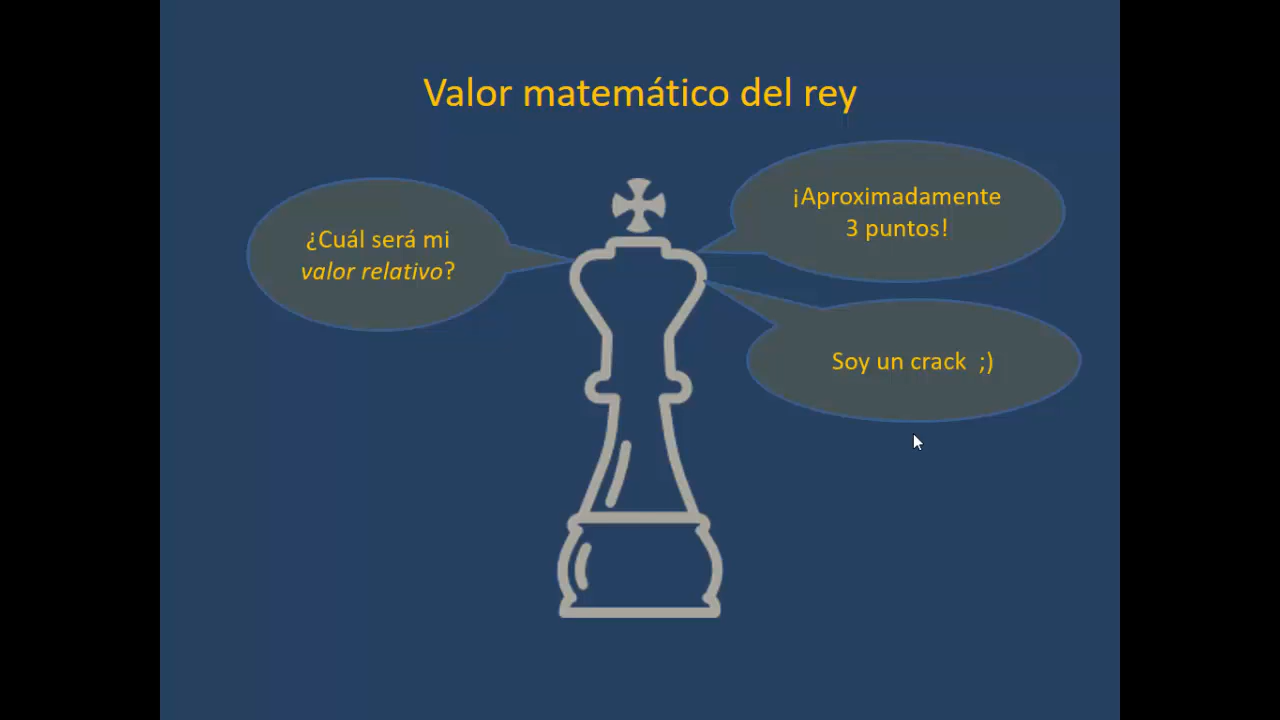 Valor matemático del rey
¿Cuál será mi
valor relativo?
¡Aproximadamente
3 puntos!
Soy un crack ;)